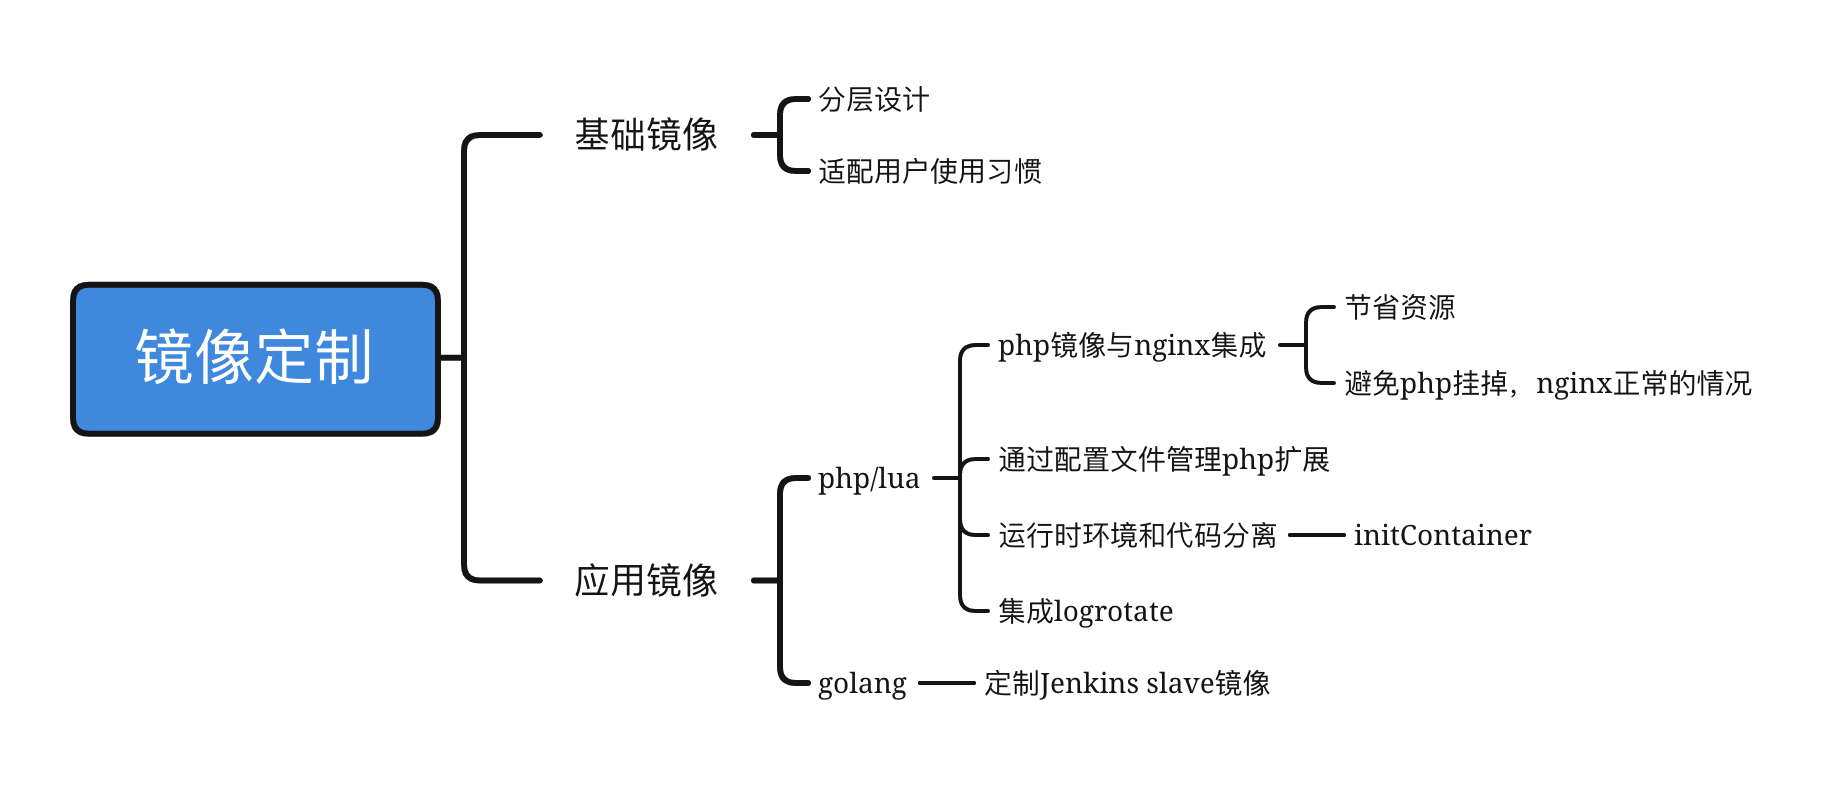 镜像定制
基础镜像
分层设计
适配用户使用习惯
应用镜像
php/lua
php镜像与nginx集成
节省资源
避免php挂掉，nginx正常的情况
通过配置文件管理php扩展
运行时环境和代码分离
initContainer
集成logrotate
golang
定制Jenkins slave镜像